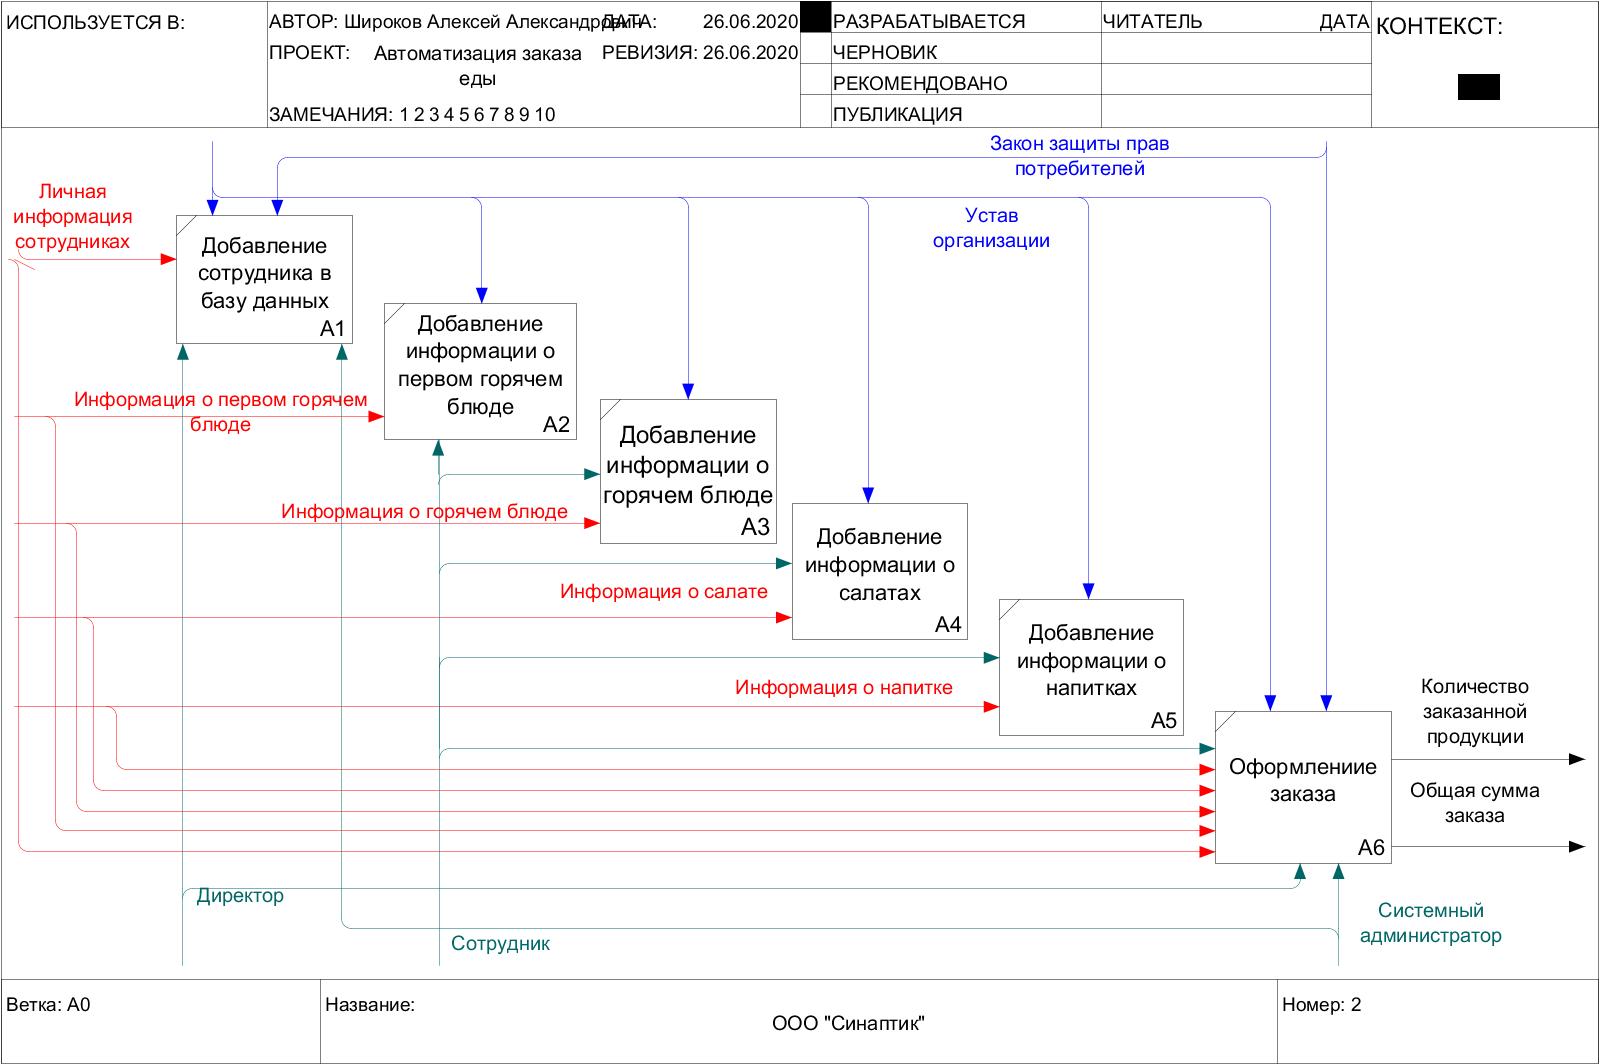 ИСПОЛЬЗУЕТСЯ В:
АВТОР: Широков Алексей Александрович
ДАТА: 26.06.2020
ПРОЕКТ: Автоматизация заказа
еды
РЕВИЗИЯ: 26.06.2020
ЗАМЕЧАНИЯ: 1 2 3 4 5 6 7 8 9 10
РАЗРАБАТЫВАЕТСЯ
ЧЕРНОВИК
РЕКОМЕНДОВАНО
ПУБЛИКАЦИЯ
ЧИТАТЕЛЬ
ДАТА
КОНТЕКСТ:
Закон защиты прав
потребителей
Личная
информация
сотрудниках
Устав
организации
Добавление
сотрудника в
базу данных
A1
Добавление
информации о
первом горячем
блюде
A2
Информация о первом горячем
блюде
Добавление
информации о
горячем блюде
A3
Информация о горячем блюде
Добавление
информации о
салатах
A4
Информация о салате
Добавление
информации о
напитках
A5
Информация о напитке
Количество
заказанной
продукции
Оформлениие
заказа
A6
Общая сумма
заказа
Директор
Сотрудник
Системный
администратор
Ветка: A0
Название:
ООО "Синаптик"
Номер: 2